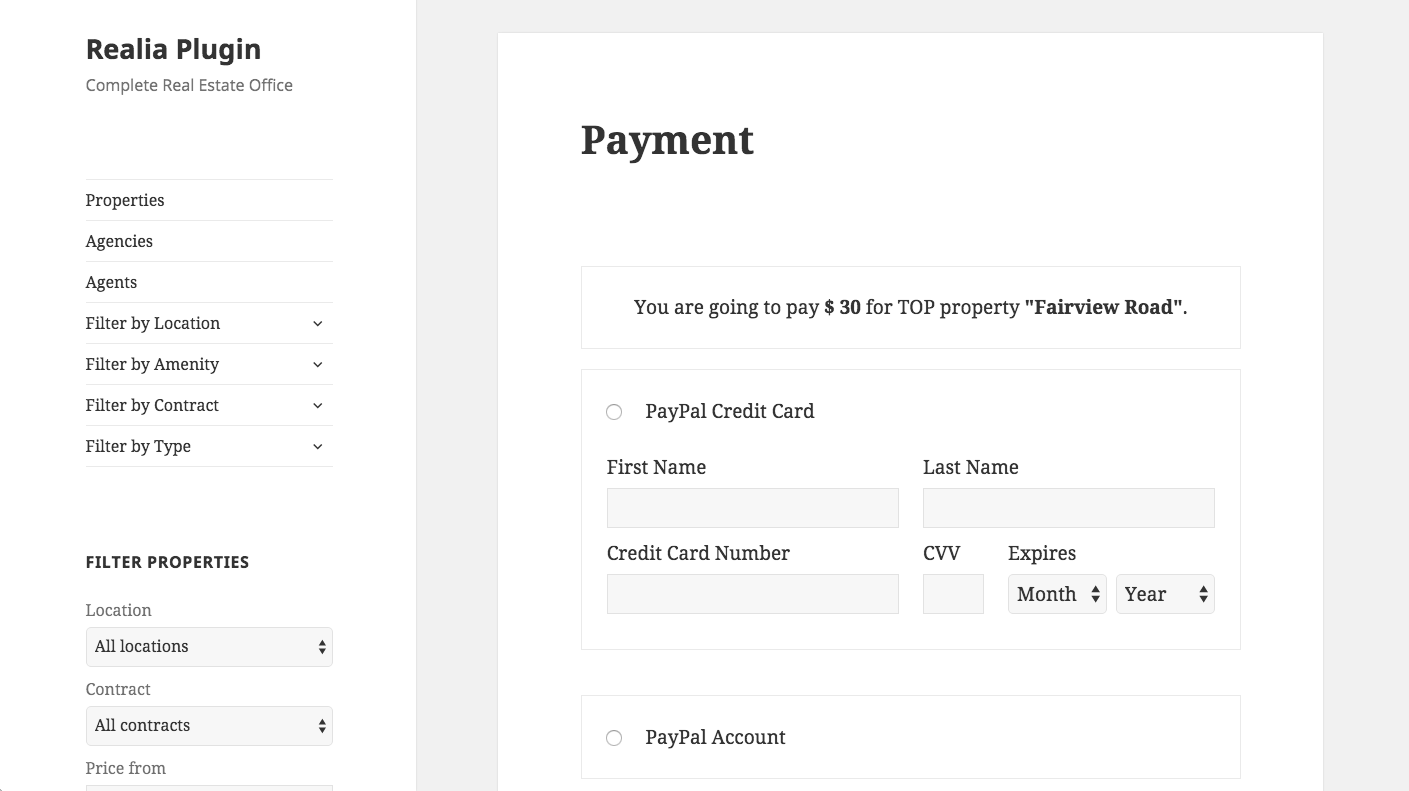 Realia Plugin
Complete Real Estate Office
Properties
Agencies
Agents
Filter by Location
Filter by Amenity
Filter by Contract
Filter by Type
FILTER PROPERTIES
Location
All locations
Contract
All contracts
Price from
Payment
You are going to pay $ 30 for TOP property "Fairview Road".
PayPal Credit Card
First Name Last Name
Credit Card Number CVV Expires
Month Year
PayPal Account